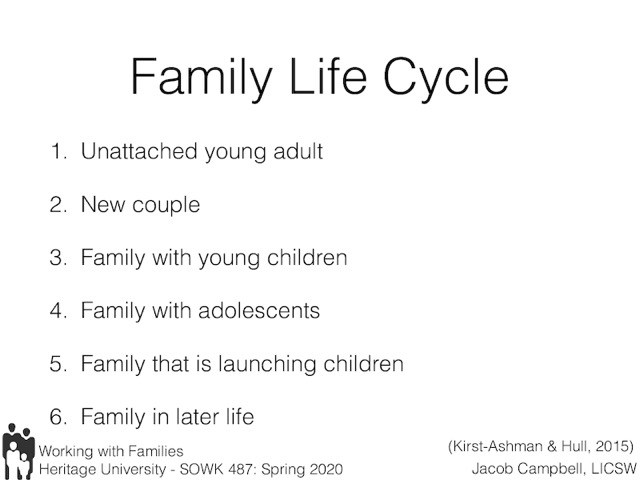 Family Life Cycle
1. Unattached young adult
2. New couple
3. Family with young children
4. Family with adolescents
5. Family that is launching children
6. Family in later life
Working with Families
Heritage University - SOWK 487: Spring 2020
(Kirst-Ashman & Hull, 2015)
Jacob Campbell, LICSW